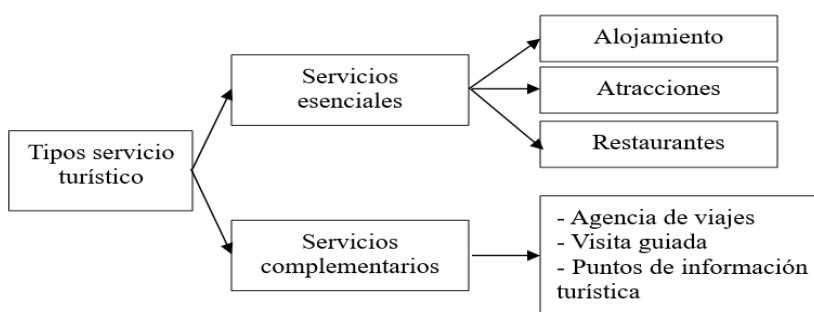 Tipos servicio
turístico
Servicios
esenciales
Alojamiento
Atracciones
Restaurantes
Servicios
complementarios
- Agencia de viajes
- Visita guiada
- Puntos de información
turística